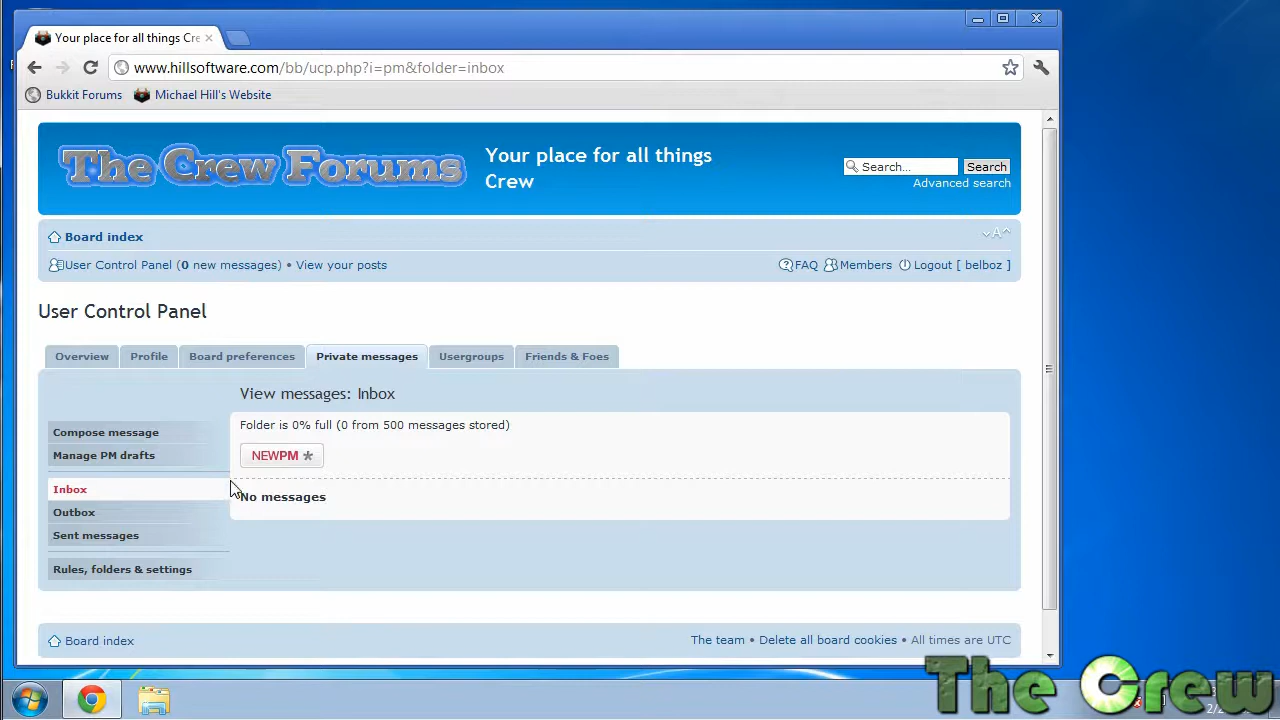 Your place for all things Cre
www.hillsoftware.com/bb/ucp.php?i=pm&folder=inbox
Bukkit Forums Michael Hill's Website
The Crew Forums
Your place for all things
Crew
Search... Search
Advanced search
Board index
A
User Control Panel (0 new messages) • View your posts
FAQ Members Logout [ belboz ]
User Control Panel
Overview Profile Board preferences Private messages Usergroups Friends & Foes
View messages: Inbox
Folder is 0% full (0 from 500 messages stored)
Compose message
NEWPM *
Manage PM drafts
Inbox
No messages
Outbox
Sent messages
Rules, folders & settings
Board index
The team • Delete all board cookies • All times are UTC
The Crew